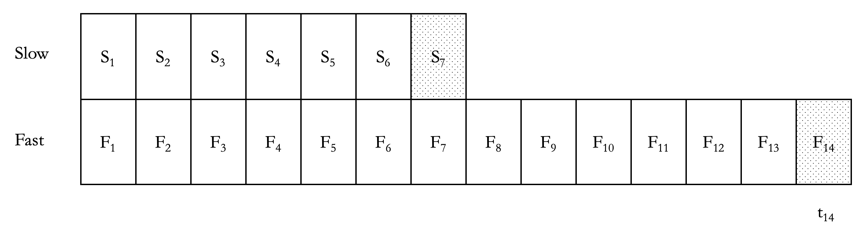 Slow S₁ S₂ S₃ S₄ S₅ S₆ S₇
Fast F₁ F₂ F₃ F₄ F₅ F₆ F₇ F₈ F₉ F₁₀ F₁₁ F₁₂ F₁₃ F₁₄
t₁₄